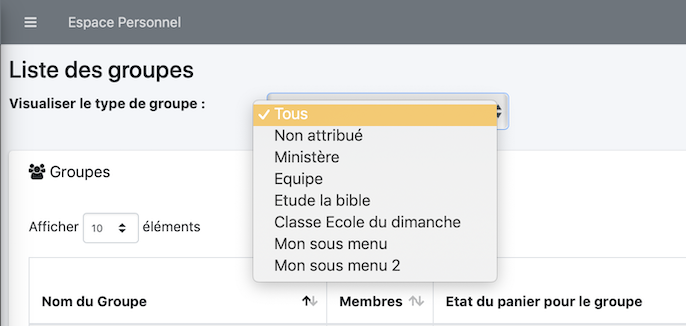 Espace Personnel
Liste des groupes
Visualiser le type de groupe :
✓ Tous
Non attribué
Ministère
Equipe
Etude la bible
Classe Ecole du dimanche
Mon sous menu
Mon sous menu 2
Groupes
Afficher 10 éléments
Nom du Groupe Membres Etat du panier pour le groupe